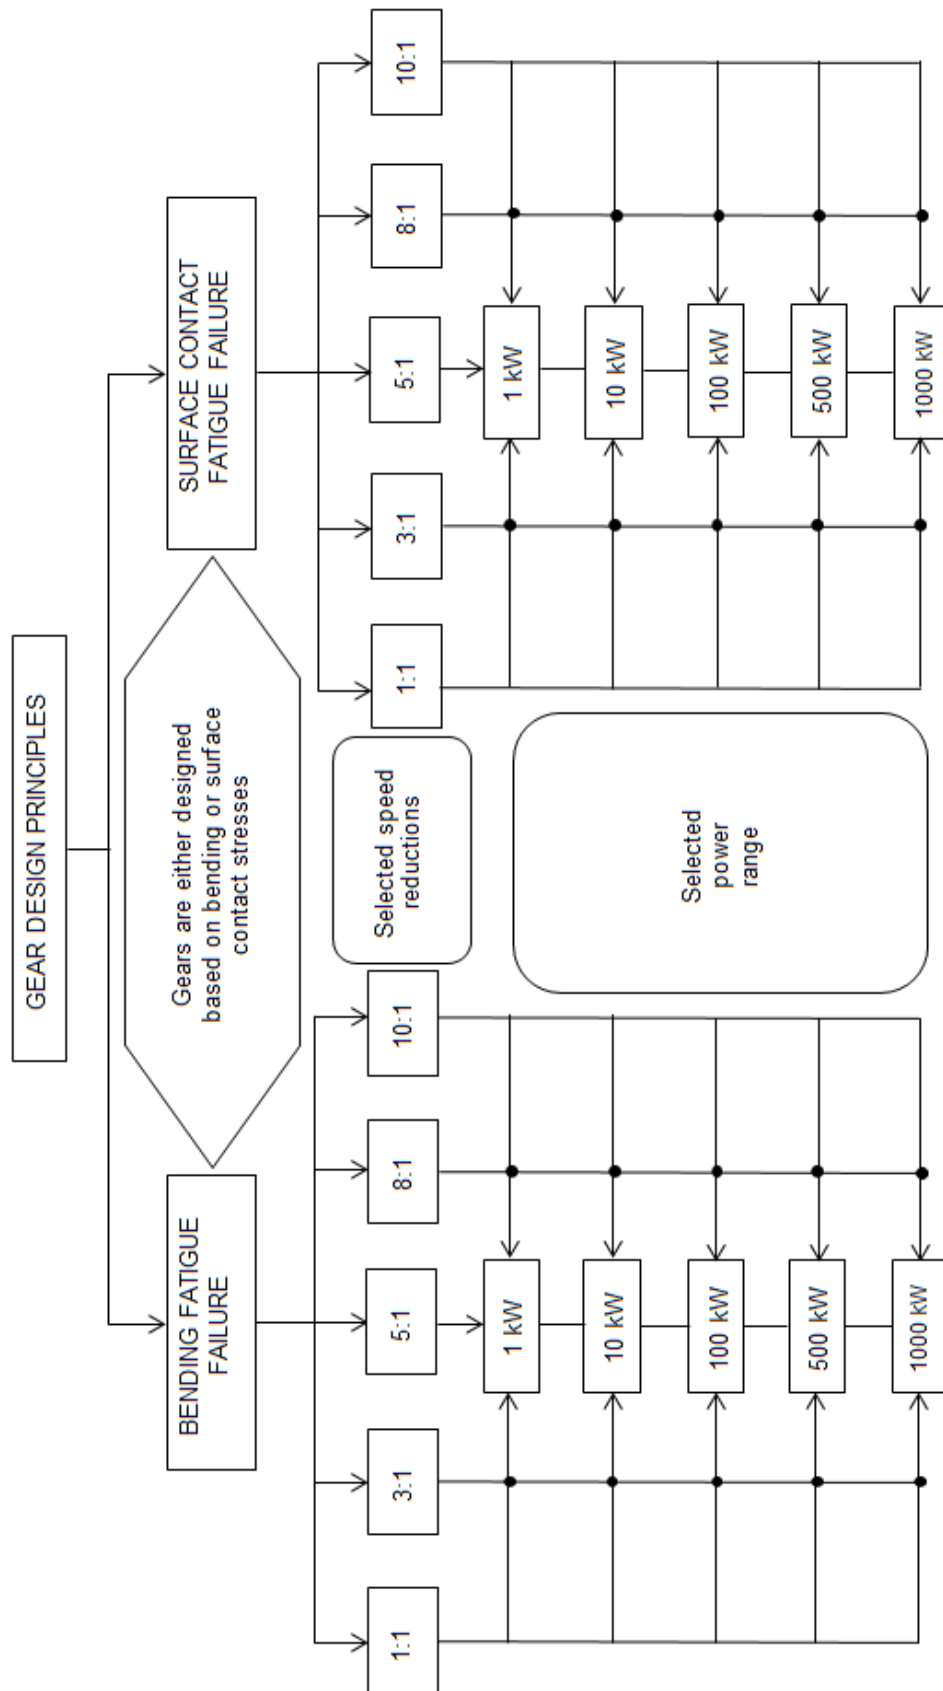 GEAR DESIGN PRINCIPLES
BENDING FATIGUE
FAILURE
Gears are either designed
based on bending or surface
contact stresses
SURFACE CONTACT
FATIGUE FAILURE
1:1
3:1
5:1
8:1
10:1
Selected speed
reductions
1:1
3:1
5:1
8:1
10:1
1 kW
10 kW
100 kW
500 kW
1000 kW
Selected
power
range
1 kW
10 kW
100 kW
500 kW
1000 kW